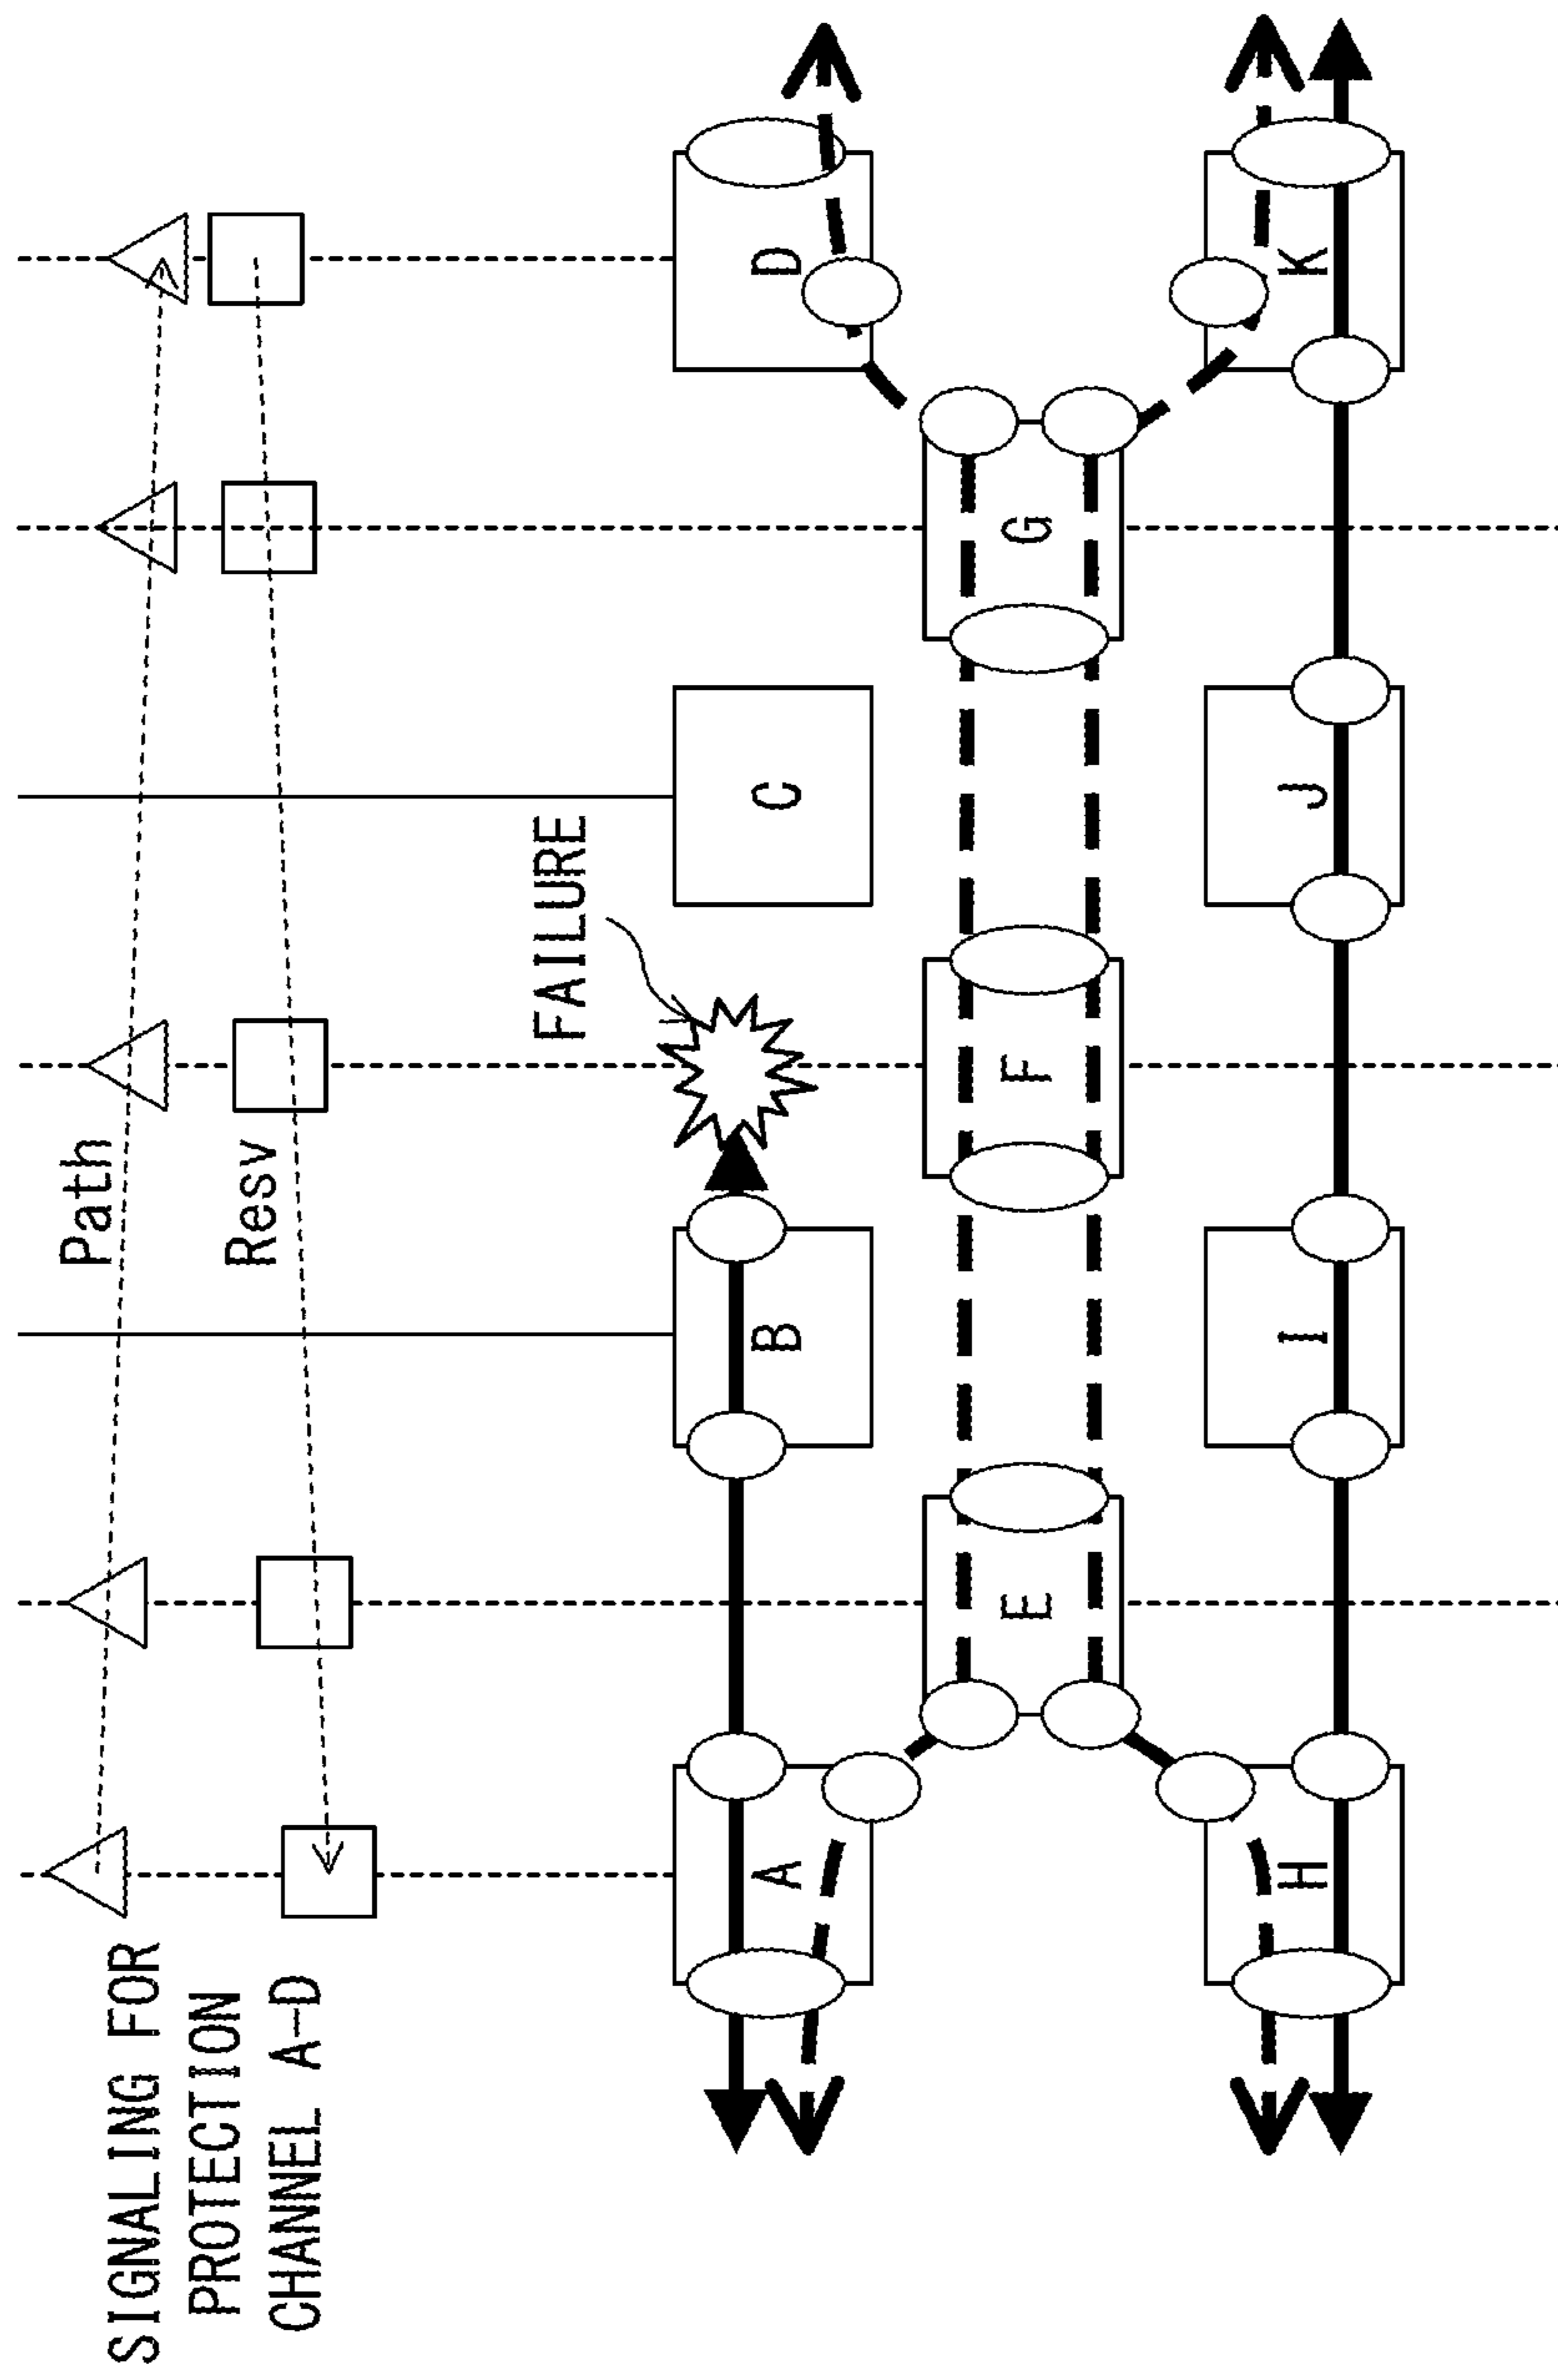 SIGNALING FOR
PROTECTION
CHANNEL A-D
Path
Resv
FAILURE
A
B
C
D
E
F
G
H
I
J
K